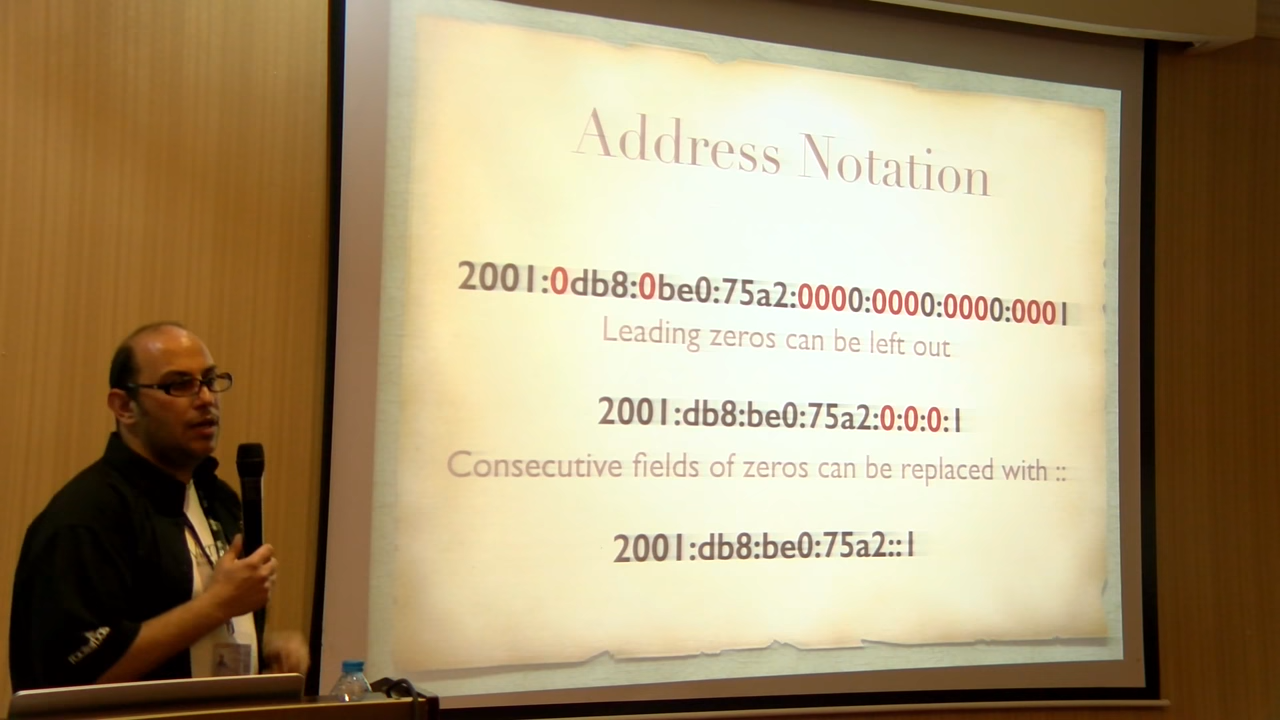 Address Notation
2001:0db8:0be0:75a2:0000:0000:0000:0001
Leading zeros can be left out
2001:db8:be0:75a2:0:0:0:1
Consecutive fields of zeros can be replaced with ::
2001:db8:be0:75a2::1